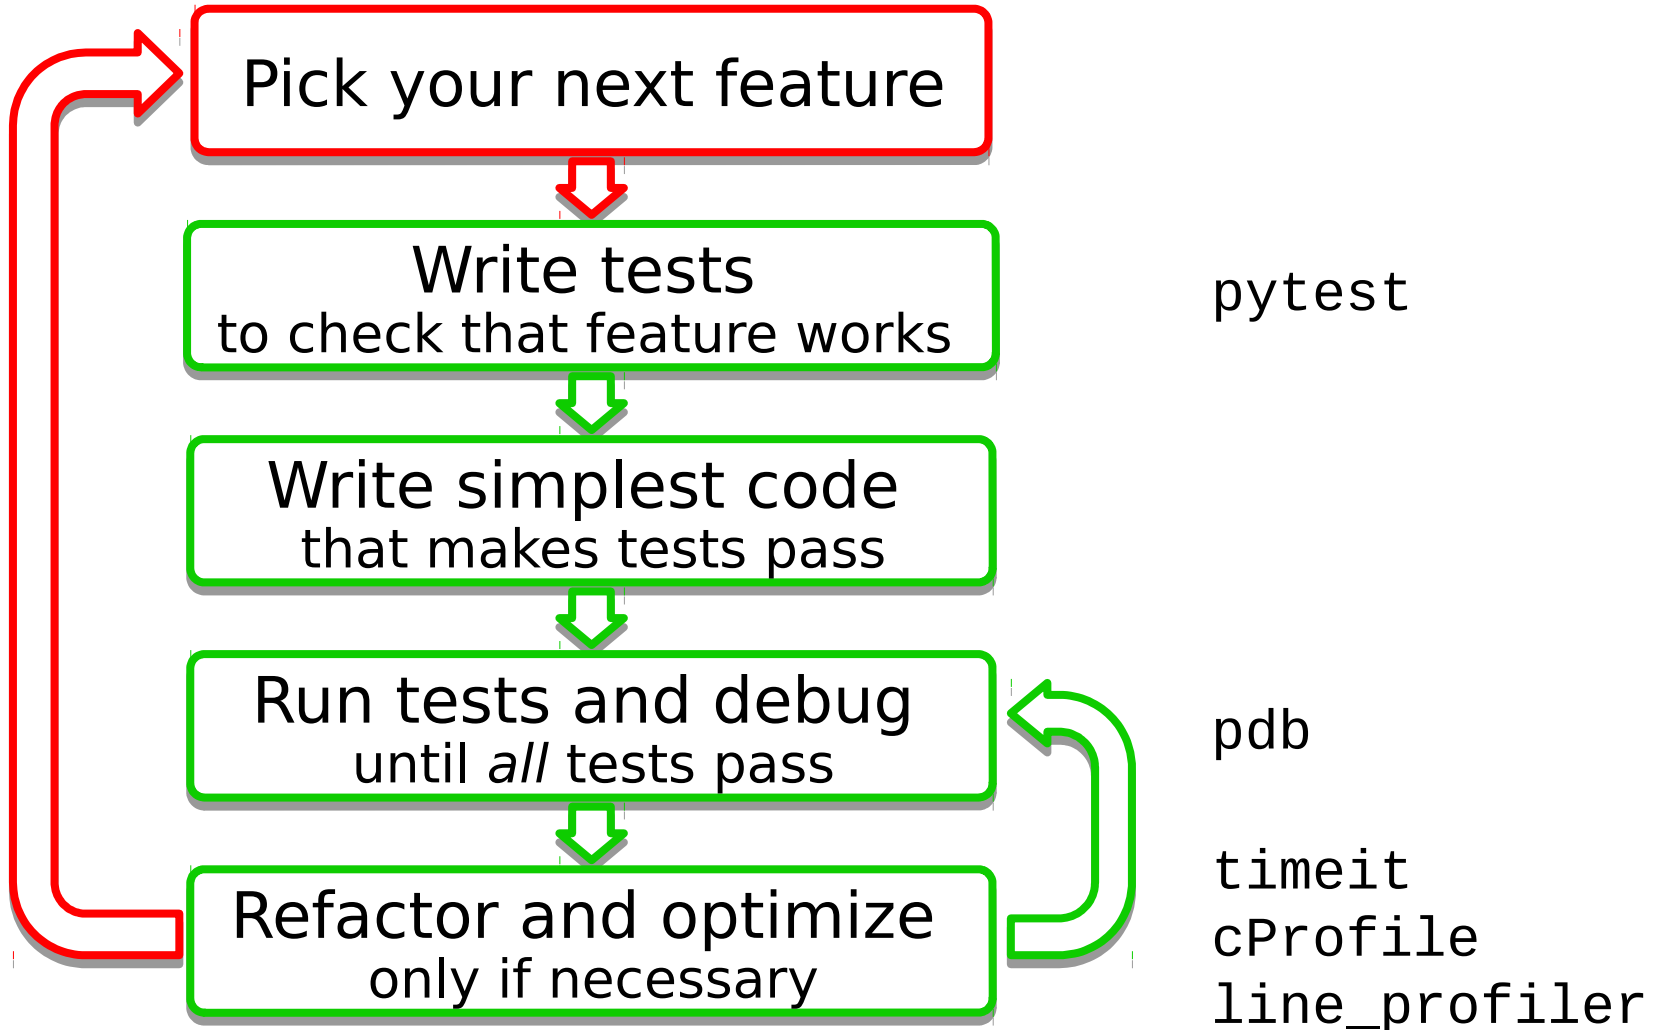 Pick your next feature
Write tests
to check that feature works
pytest
Write simplest code
that makes tests pass
Run tests and debug
until all tests pass
pdb
Refactor and optimize
only if necessary
timeit
cProfile
line_profiler